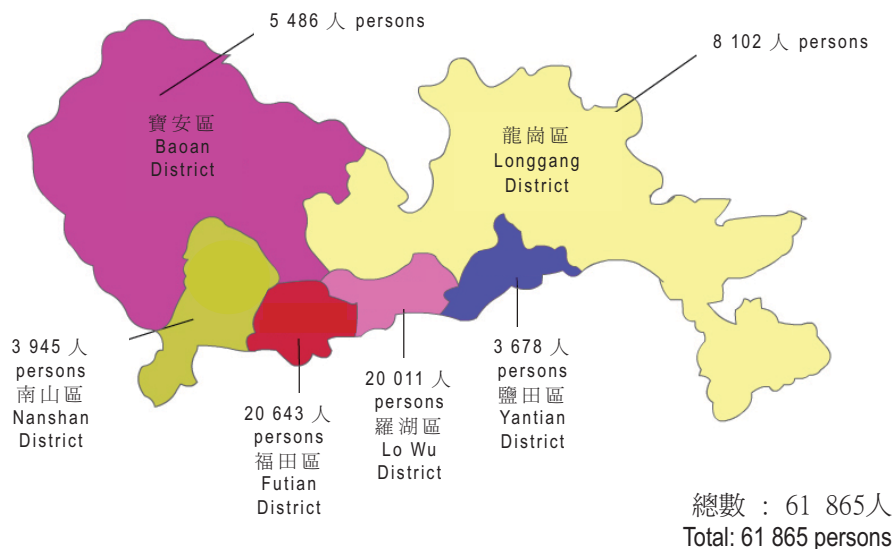 5 486 人 persons
8 102 人 persons
寶安區
Baoan
District
龍崗區
Longgang
District
3 945 人
persons
南山區
Nanshan
District
20 643 人
persons
福田區
Futian
District
20 011 人
persons
羅湖區
Lo Wu
District
3 678 人
persons
鹽田區
Yantian
District
總數 : 61 865人
Total: 61 865 persons